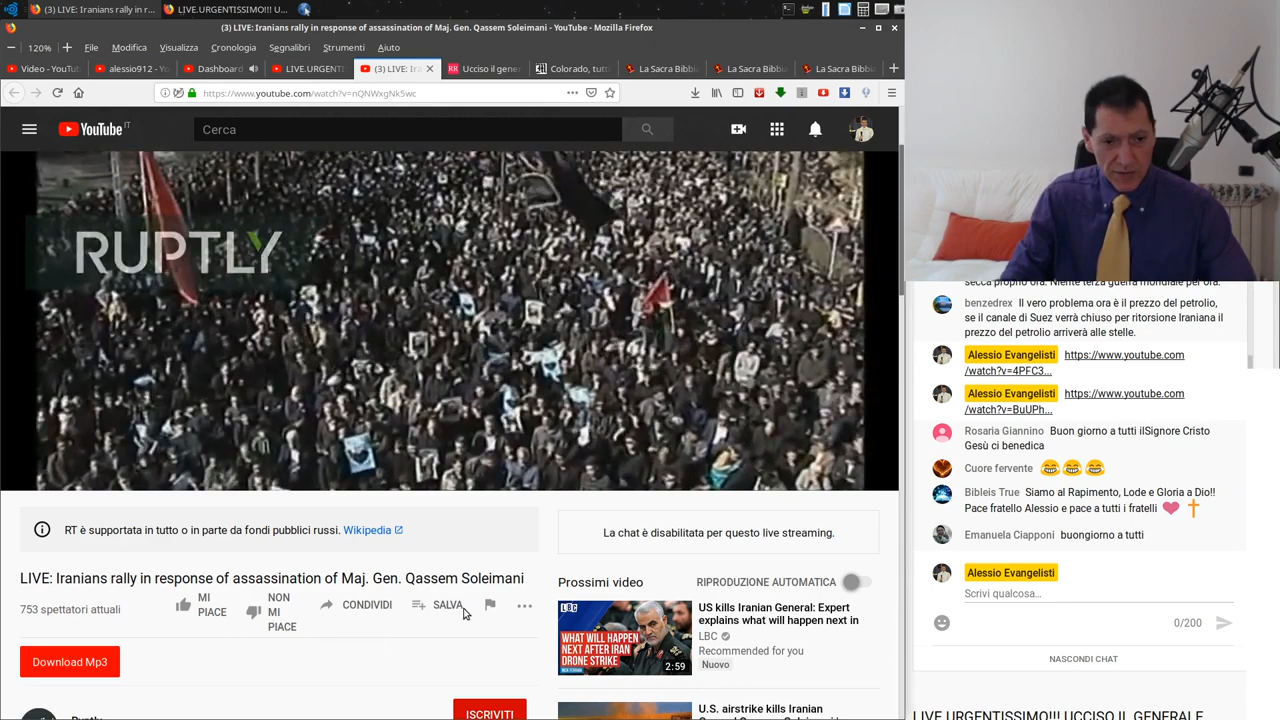 (3) LIVE: Iranians rally in r...
LIVE.URGENTISSIMO!!! U...
(3) LIVE: Iranians rally in response of assassination of Maj. Gen. Qassem Soleimani - YouTube - Mozilla Firefox
120%
File Modifica Visualizza Cronologia Segnalibri Strumenti Aiuto
Video - YouTu
alessio912 - Y
Dashboard
LIVE.URGENTI
(3) LIVE: Ira
Ucciso il gene
Colorado, tutt
La Sacra Bibbi
La Sacra Bibbi
La Sacra Bibbi
https://www.youtube.com/watch?v=nQNWxgNk5wc
YouTube IT
Cerca
RUPTLY
RT è supportata in tutto o in parte da fondi pubblici russi. Wikipedia
LIVE: Iranians rally in response of assassination of Maj. Gen. Qassem Soleimani
753 spettatori attuali
MI
PIACE
NON
MI
PIACE
CONDIVIDI
SALVA
Download Mp3
Ruptly
ISCRIVITI
La chat è disabilitata per questo live streaming.
Prossimi video
RIPRODUZIONE AUTOMATICA
LBC
WHAT WILL HAPPEN
NEXT AFTER IRAN
DRONE STRIKE
2:59
US kills Iranian General: Expert
explains what will happen next in
LBC
Recommended for you
Nuovo
U.S. airstrike kills Iranian
secca proprio ora. Niente terza guerra mondiale per ora.
benzedrex Il vero problema ora è il prezzo del petrolio,
se il canale di Suez verrà chiuso per ritorsione Iraniana il
prezzo del petrolio arriverà alle stelle.
Alessio Evangelisti https://www.youtube.com
/watch?v=4PFC3...
Alessio Evangelisti https://www.youtube.com
/watch?v=BuUPh...
Rosaria Giannino Buon giorno a tutti ilSignore Cristo
Gesù ci benedica
Cuore fervente 😂😂😂
Bibleis True Siamo al Rapimento, Lode e Gloria a Dio!!
Pace fratello Alessio e pace a tutti i fratelli
Emanuela Ciapponi buongiorno a tutti
Alessio Evangelisti
Scrivi qualcosa...
0/200
NASCONDI CHAT
LIVE.URGENTISSIMO!!! UCCISO IL GENERALE